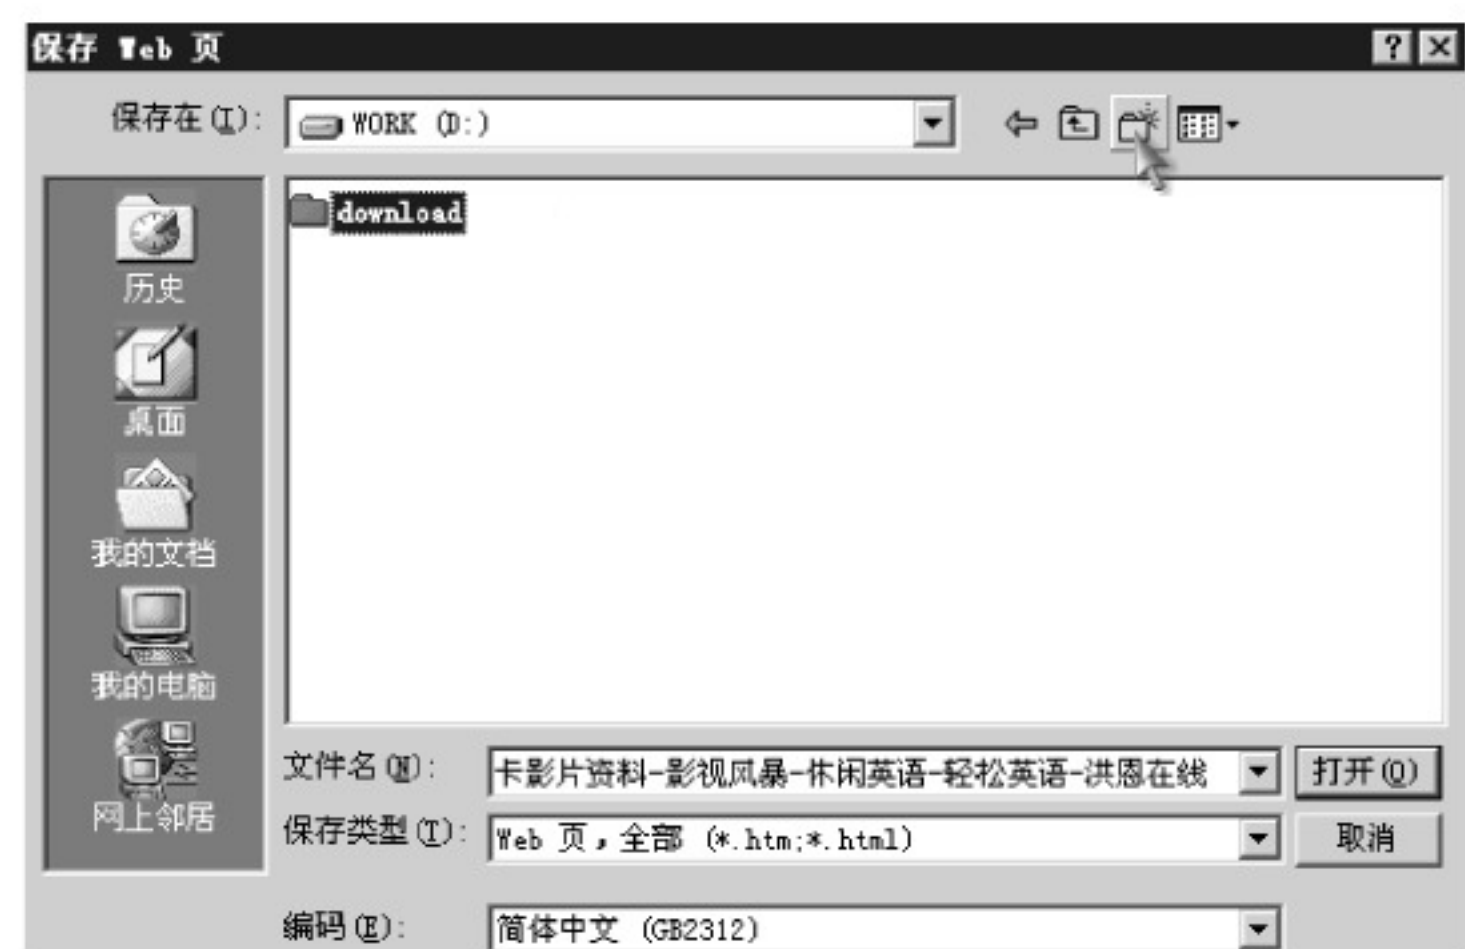 保存 Web 页
保存在(I):
WORK (D:)
download
历史
桌面
我的文档
我的电脑
网上邻居
文件名(N):
卡影片资料-影视风暴-休闲英语-轻松英语-洪恩在线
打开(O)
保存类型(T):
Web 页，全部 (*.htm;*.html)
取消
编码(E):
简体中文 (GB2312)